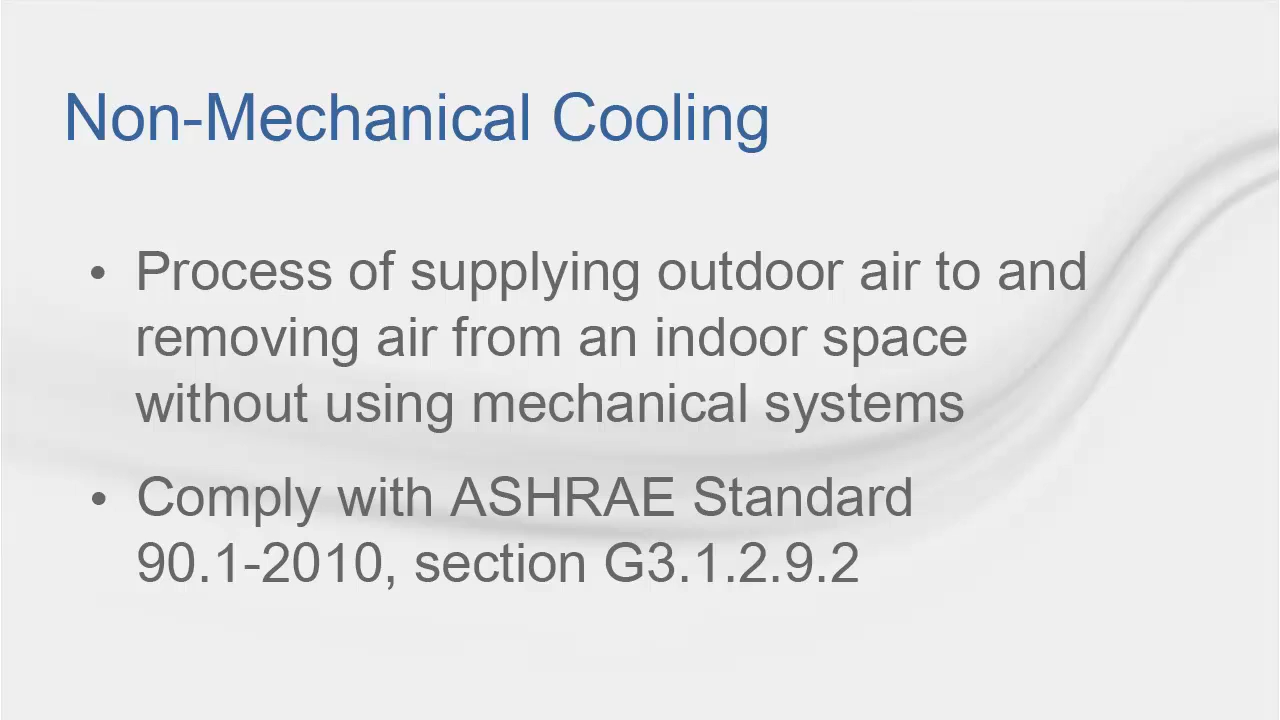 Non-Mechanical Cooling
• Process of supplying outdoor air to and
removing air from an indoor space
without using mechanical systems
• Comply with ASHRAE Standard
90.1-2010, section G3.1.2.9.2